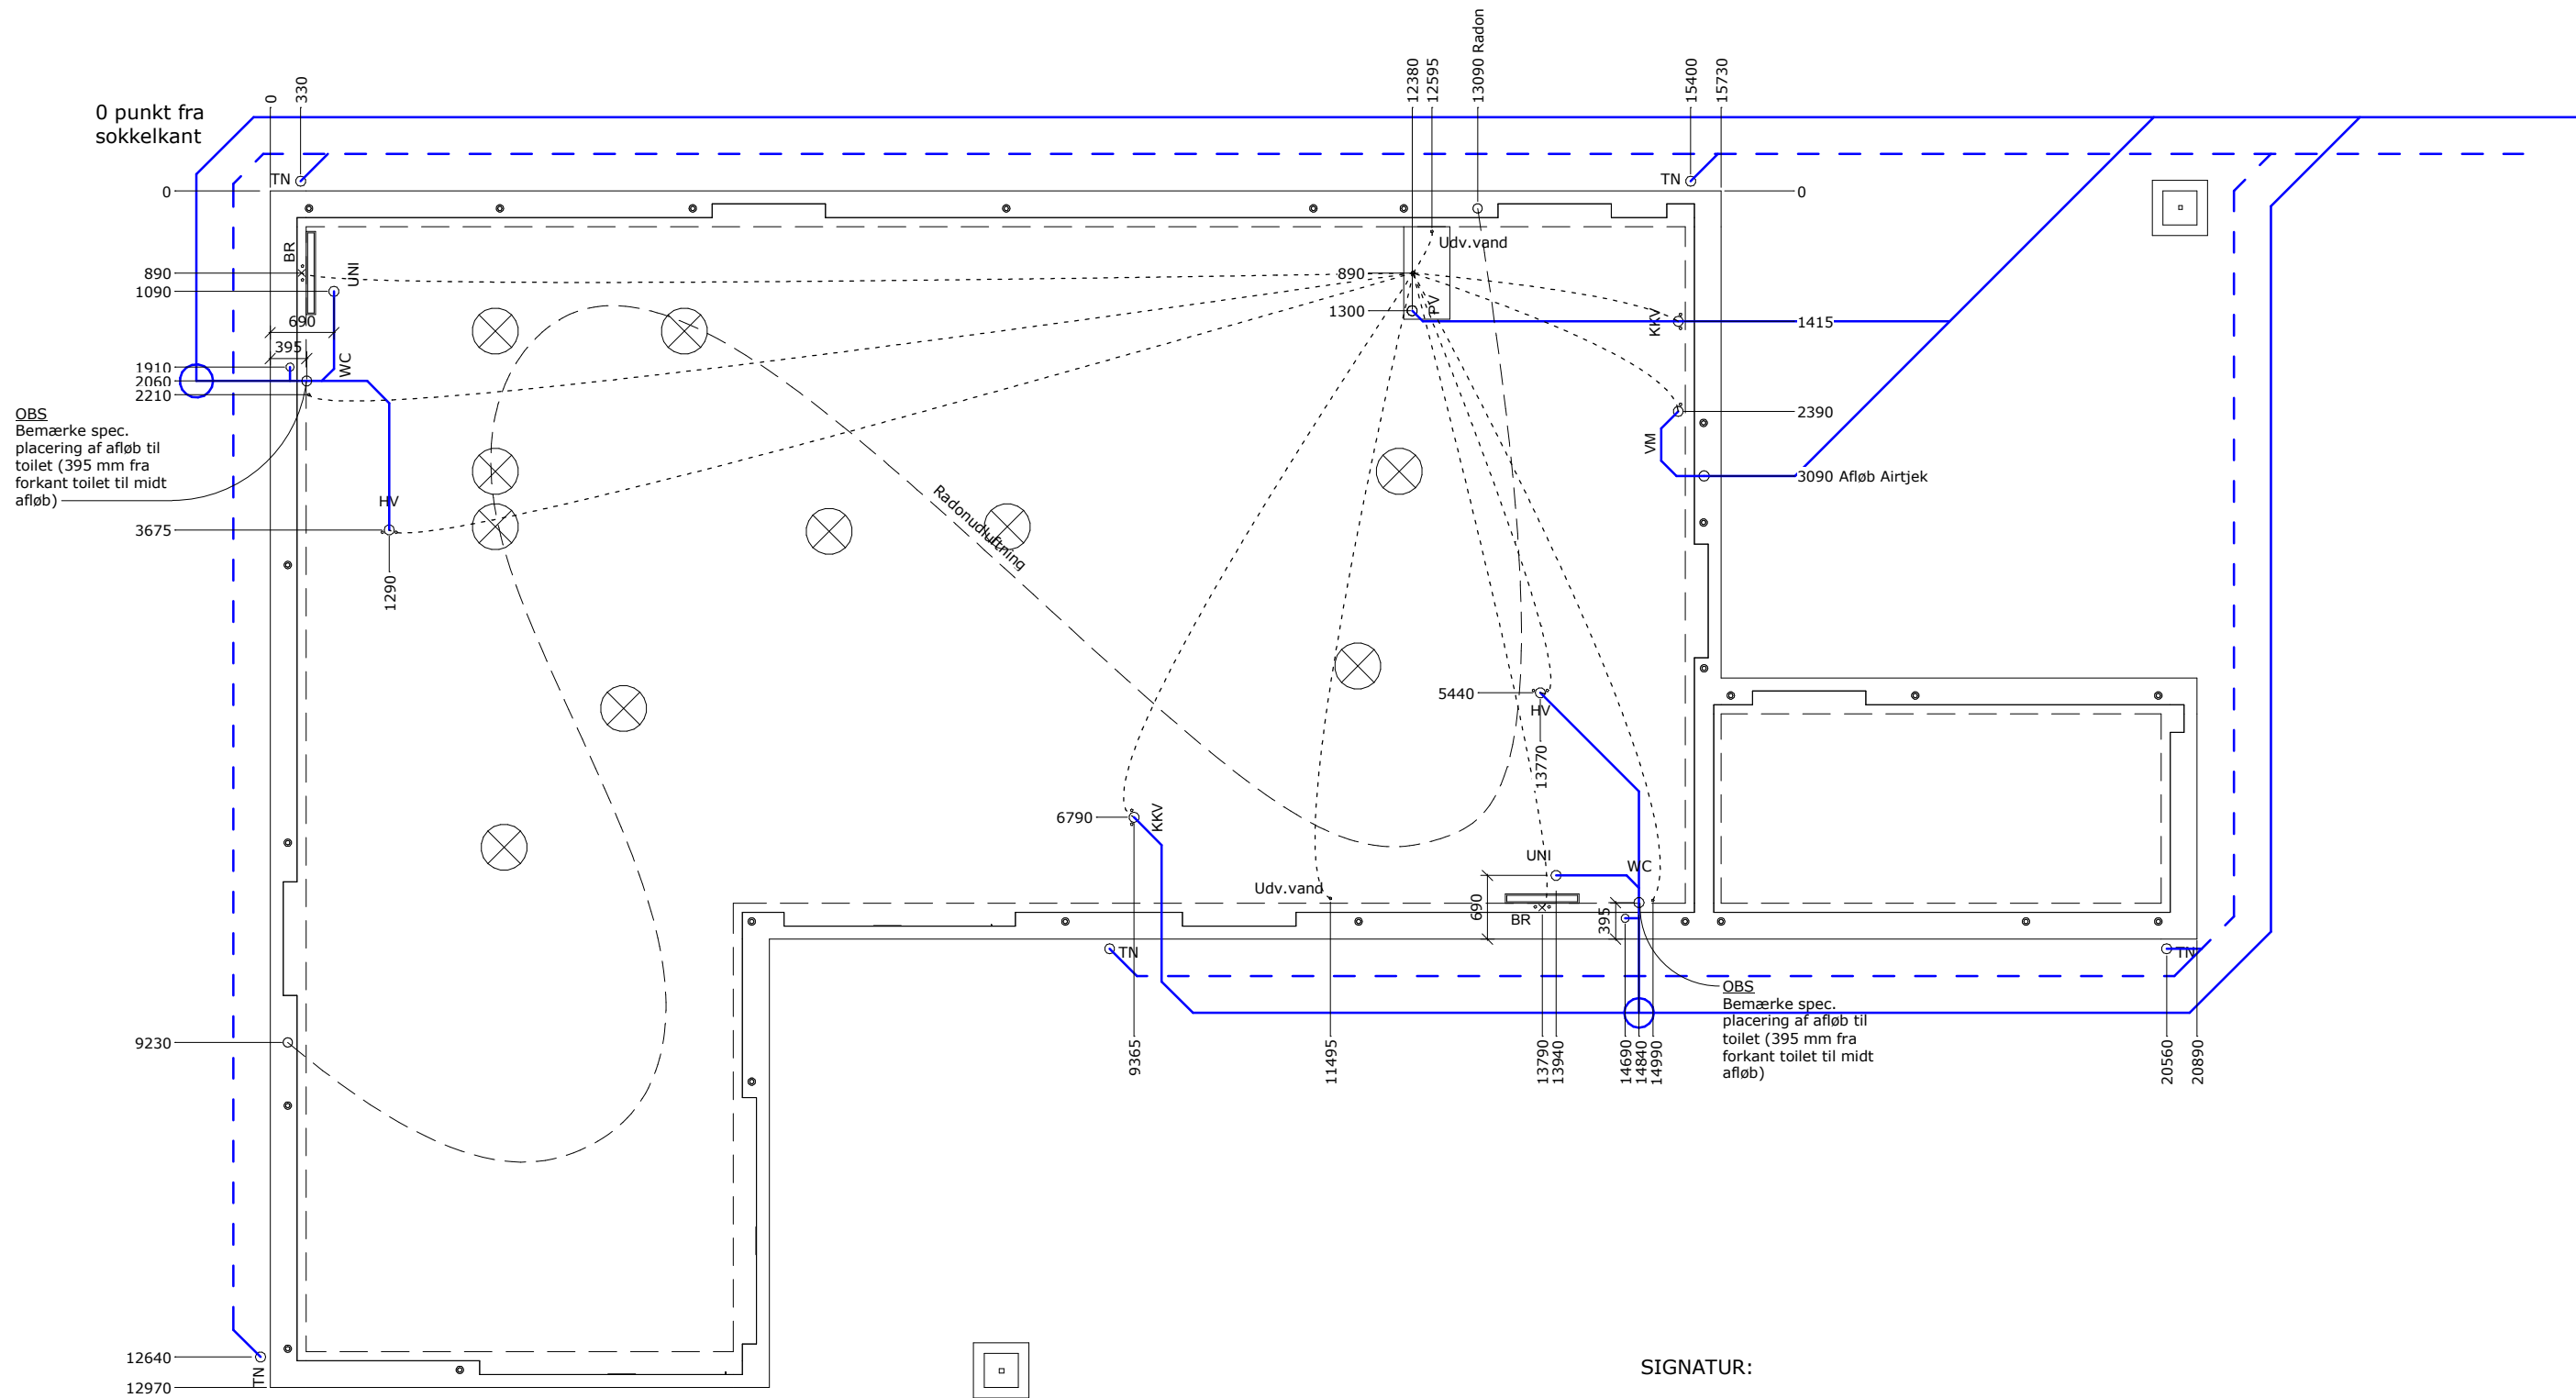 0
330
12380
12595
13090 Radon
15400
15730
0 punkt fra
sokkelkant
TN
TN
0
0
BR
UNI
Udv.vand
890
1090
890
1300
PV
KKV
1415
690
395
WC
1910
2060
2210
2390
VM
3090 Afløb Airtjek
OBS
Bemærke spec.
placering af afløb til
toilet (395 mm fra
forkant toilet til midt
afløb)
HV
3675
1290
Radonudluftning
5440
HV
13770
6790
KKV
UNI
WC
Udv.vand
690
395
BR
TN
TN
OBS
Bemærke spec.
placering af afløb til
toilet (395 mm fra
forkant toilet til midt
afløb)
9230
9365
11495
13790
13940
14690
14840
14990
20560
20890
12640
TN
12970
SIGNATUR: